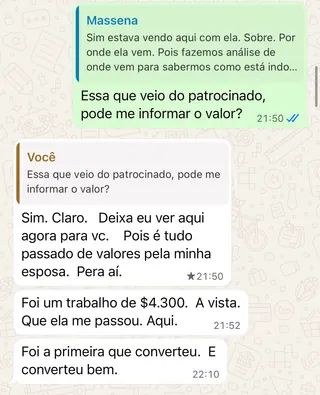 Massena
Sim estava vendo aqui com ela. Sobre. Por
onde ela vem. Pois fazemos análise de
onde vem para sabermos como está indo...
Essa que veio do patrocinado,
pode me informar o valor?
21:50
Você
Essa que veio do patrocinado, pode me
informar o valor?
Sim. Claro. Deixa eu ver aqui
agora para vc. Pois é tudo
passado de valores pela minha
esposa. Pera aí.
★21:50
Foi um trabalho de $4.300. A vista.
Que ela me passou. Aqui.
21:52
Foi a primeira que converteu. E
converteu bem.
22:10